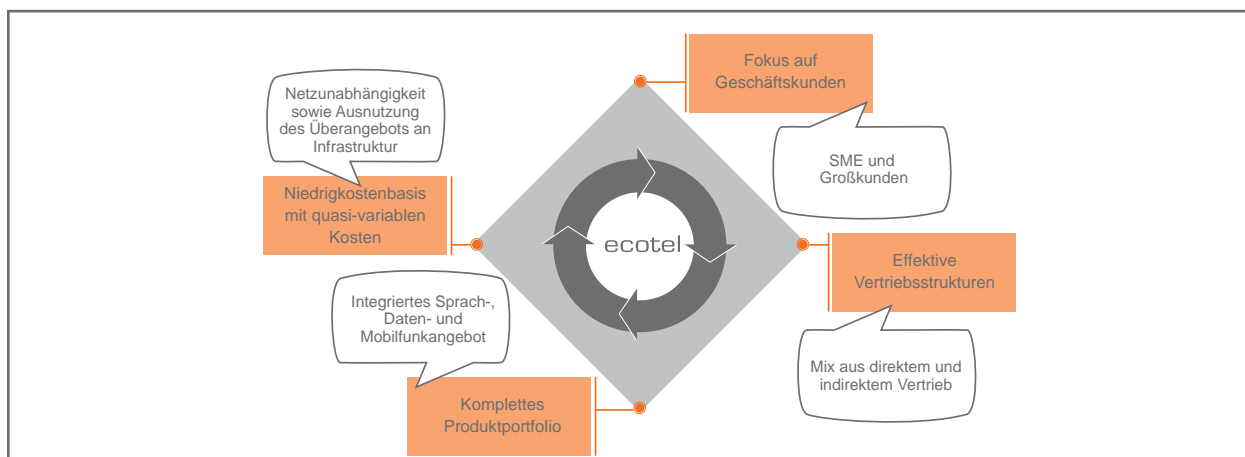 Fokus auf
Geschäftskunden
SME und
Großkunden
Netzunabhängigkeit
sowie Ausnutzung
des Überangebots an
Infrastruktur
Niedrigkostenbasis
mit quasi-variablen
Kosten
ecotel
Effektive
Vertriebsstrukturen
Mix aus direktem und
indirektem Vertrieb
Integriertes Sprach-,
Daten- und
Mobilfunkangebot
Komplettes
Produktportfolio